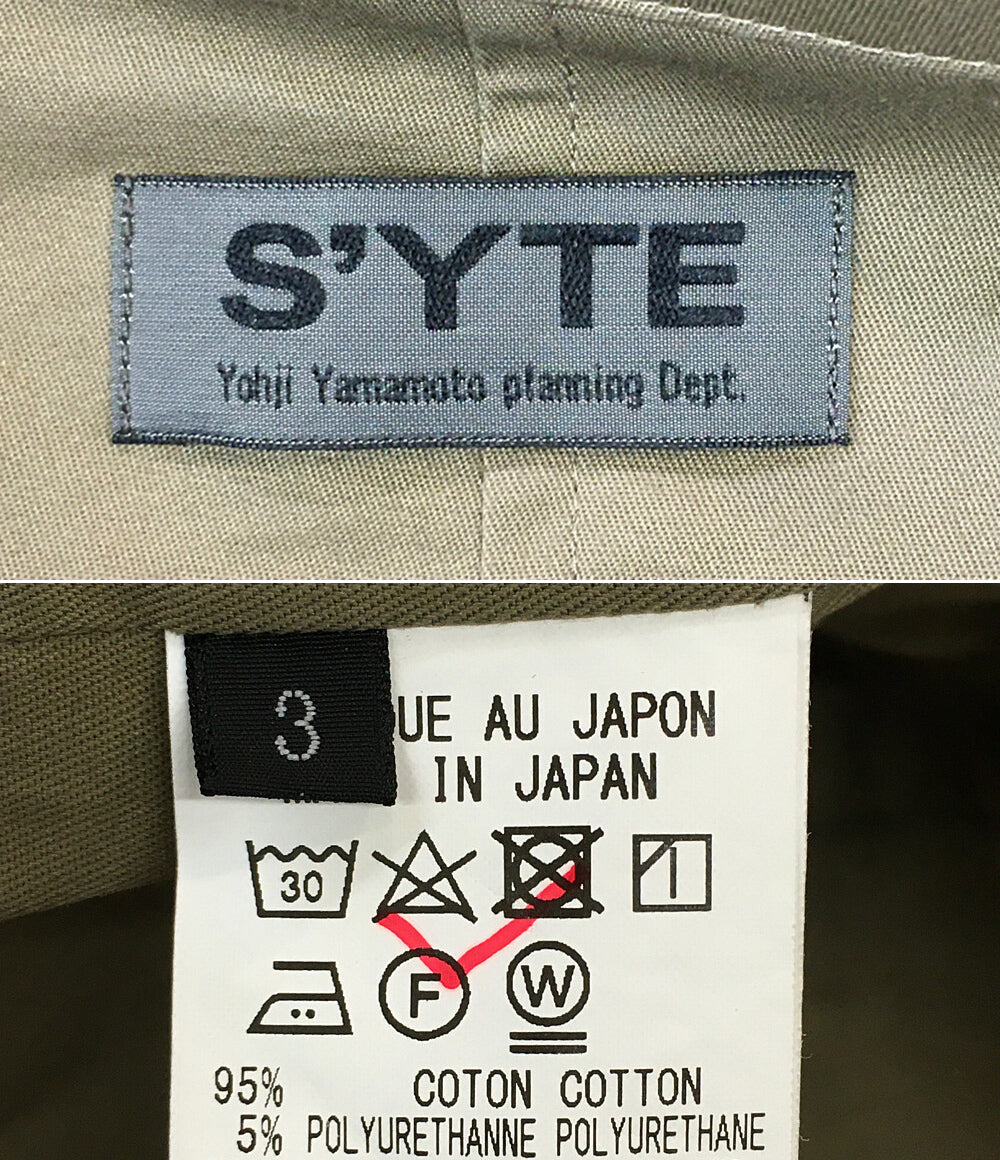 S'YTE
Yohji Yamamoto planning Dept.
3
UE AU JAPON
IN JAPAN
30
F W
95% COTON COTTON
5% POLYURETHANNE POLYURETHANE